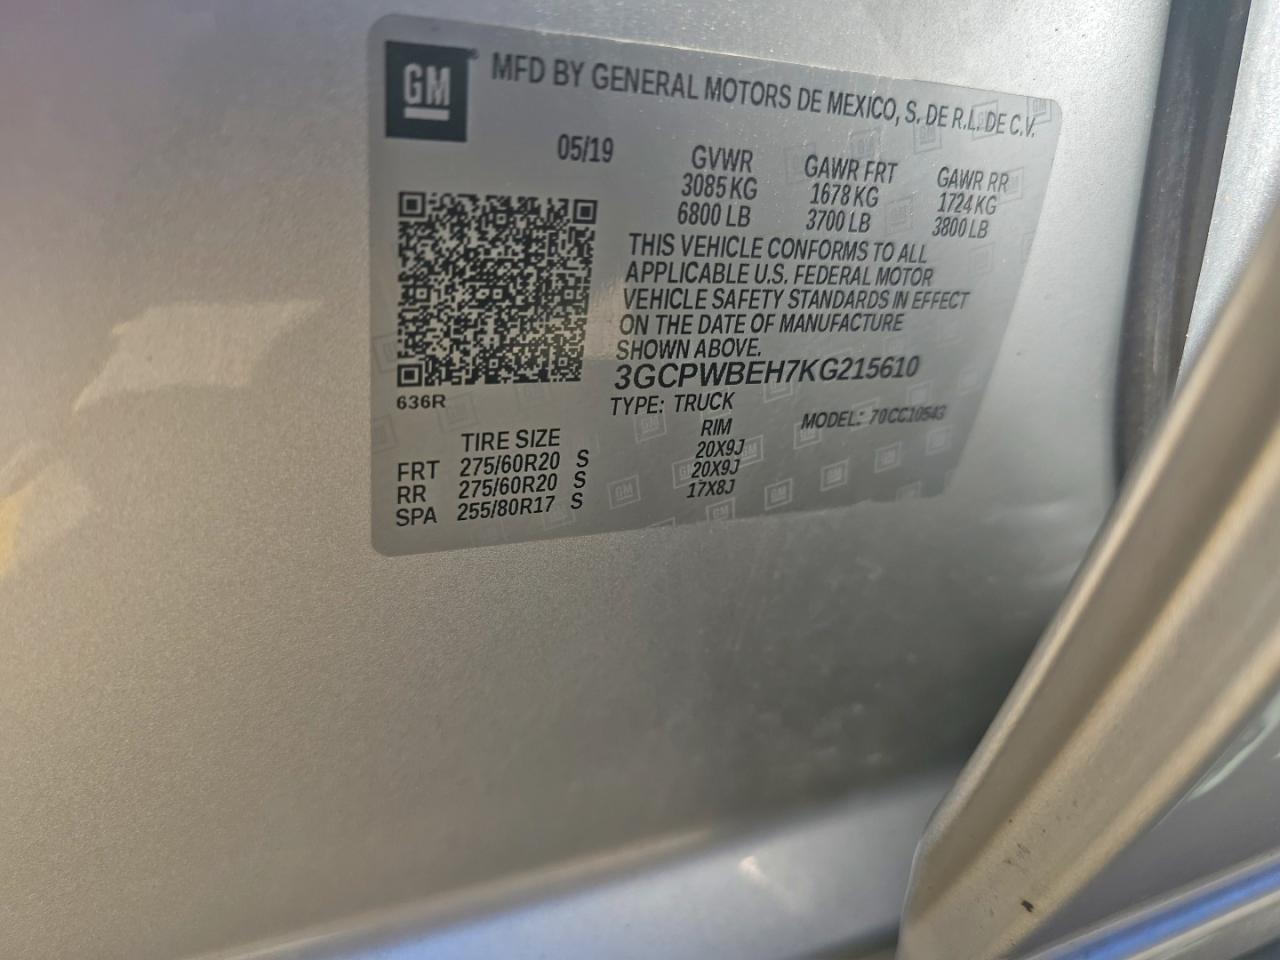 GM MFD BY GENERAL MOTORS DE MEXICO, S. DE R.L. DE C.V.
05/19 GVWR GAWR FRT GAWR RR
3085 KG 1678 KG 1724 KG
6800 LB 3700 LB 3800 LB
THIS VEHICLE CONFORMS TO ALL
APPLICABLE U.S. FEDERAL MOTOR
VEHICLE SAFETY STANDARDS IN EFFECT
ON THE DATE OF MANUFACTURE
SHOWN ABOVE.
3GCPWBEH7KG215610
636R TYPE: TRUCK MODEL: 70CC10543
TIRE SIZE RIM
FRT 275/60R20 S 20X9J
RR 275/60R20 S 20X9J
SPA 255/80R17 S 17X8J